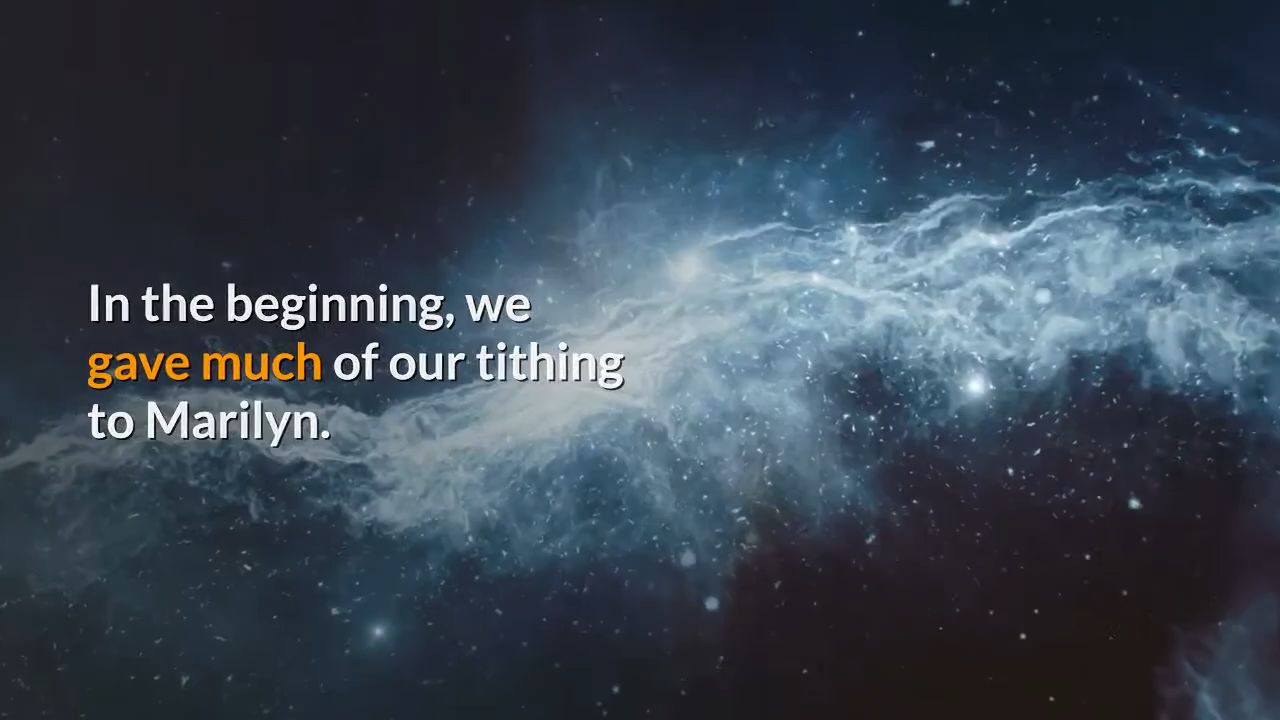 In the beginning, we
gave much of our tithing
to Marilyn.